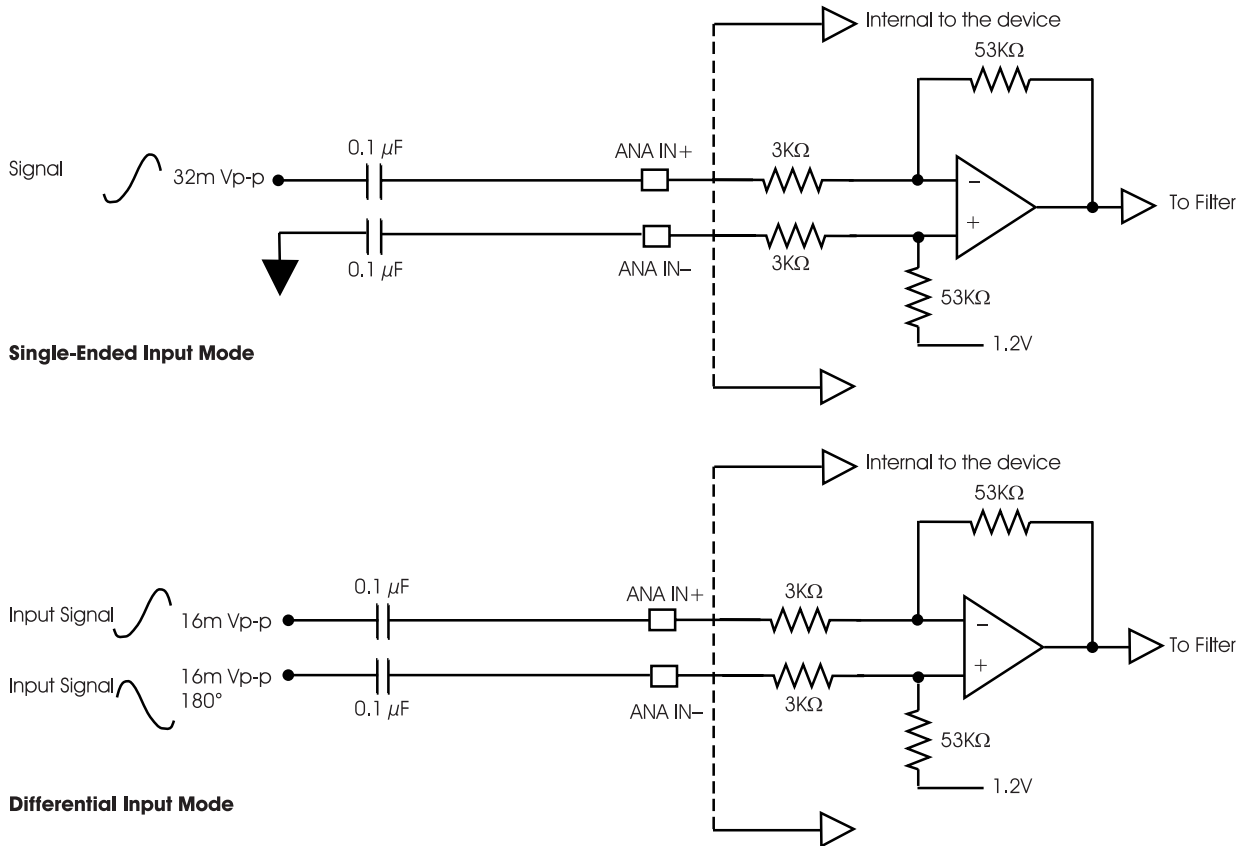 Internal to the device
53KΩ
0.1 μF
ANA IN+
3KΩ
Signal
32m Vp-p
−
+
To Filter
0.1 μF
ANA IN–
3KΩ
53KΩ
1.2V
Single-Ended Input Mode
Internal to the device
53KΩ
0.1 μF
ANA IN+
3KΩ
Input Signal
16m Vp-p
−
+
To Filter
Input Signal
16m Vp-p
180°
0.1 μF
ANA IN–
3KΩ
53KΩ
1.2V
Differential Input Mode